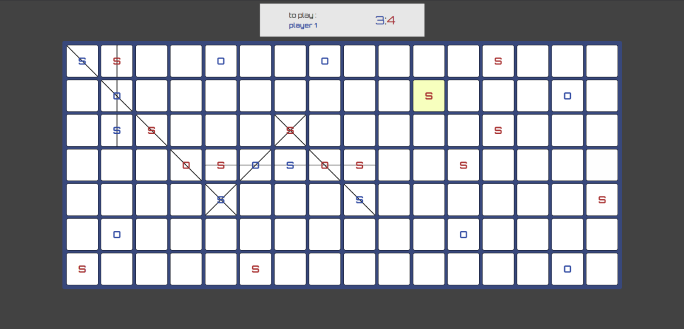 to play :
player 1
3:4
S S O O S
O S O
S S S S
O S O S O S S
S S S
O O
S S O